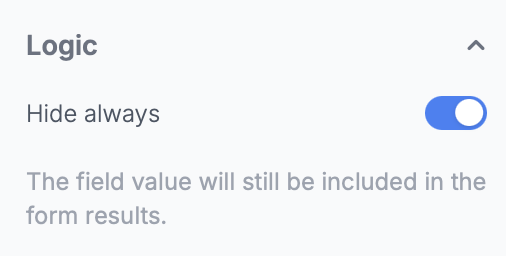 Logic
Hide always
The field value will still be included in the
form results.